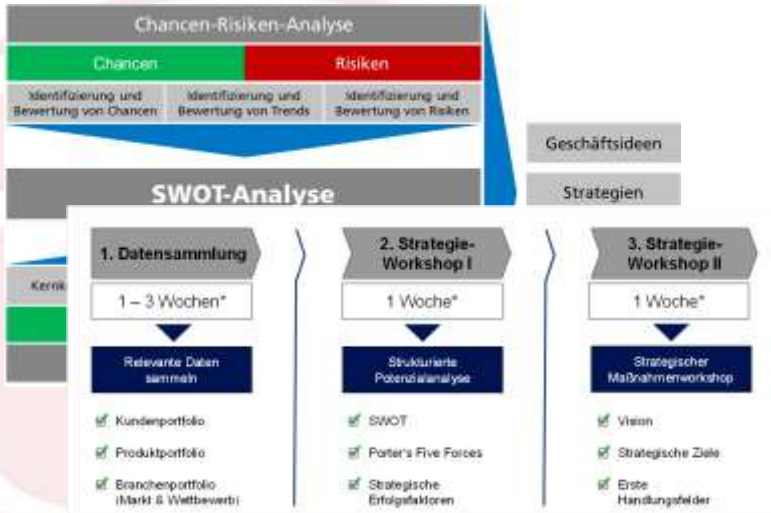 Chancen-Risiken-Analyse
Chancen
Risiken
Identifizierung und
Bewertung von Chancen
Identifizierung und
Bewertung von Trends
Identifizierung und
Bewertung von Risiken
Geschäftsideen
Strategien
SWOT-Analyse
1. Datensammlung
1 – 3 Wochen*
Relevante Daten
sammeln
Kundenportfolio
Produktportfolio
Branchenportfolio
(Markt & Wettbewerb)
2. Strategie-
Workshop I
1 Woche*
Strukturierte
Potenzialanalyse
SWOT
Porter's Five Forces
Strategische
Erfolgsfaktoren
3. Strategie-
Workshop II
1 Woche*
Strategischer
Maßnahmenworkshop
Vision
Strategische Ziele
Erste
Handlungsfelder